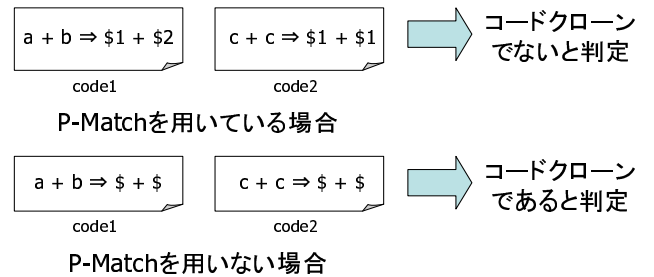 a + b ⇒ $1 + $2
code1
c + c ⇒ $1 + $1
code2
コードクローン
でないと判定
P-Matchを用いている場合
a + b ⇒ $ + $
code1
c + c ⇒ $ + $
code2
コードクローン
であると判定
P-Matchを用いない場合